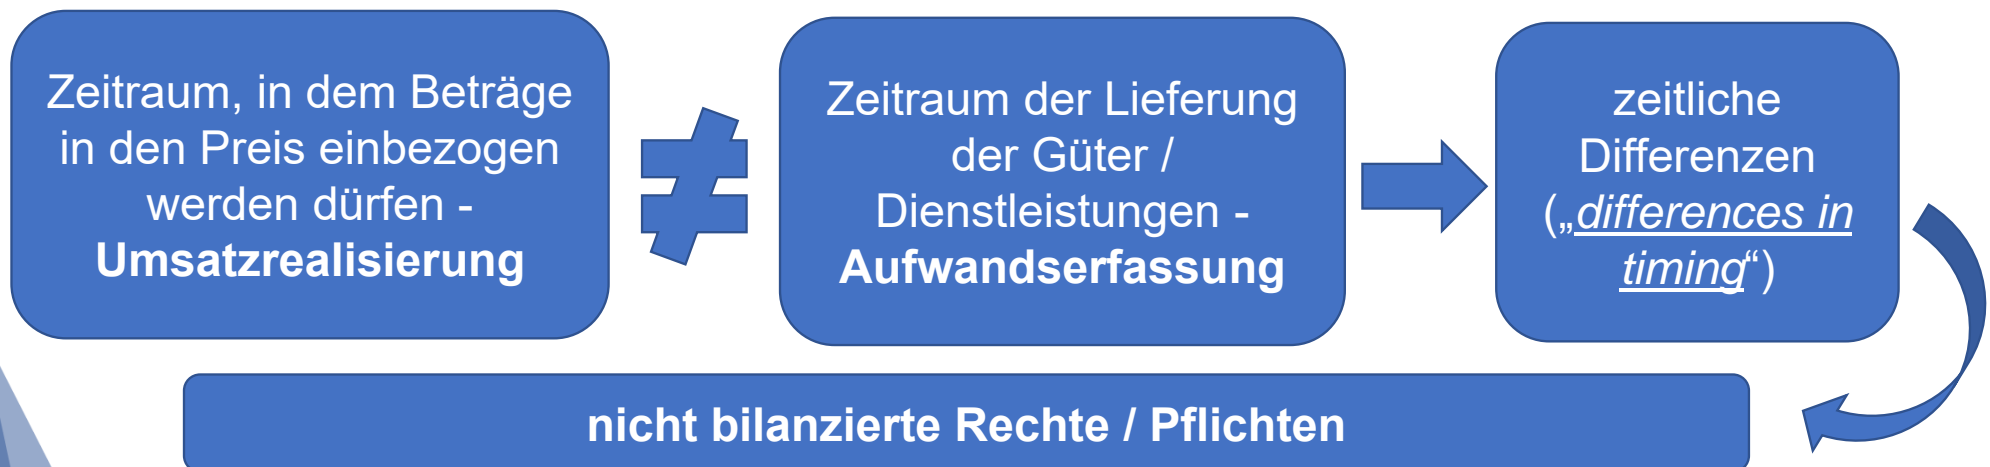 Zeitraum, in dem Beträge
in den Preis einbezogen
werden dürfen -
Umsatzrealisierung
≠
Zeitraum der Lieferung
der Güter /
Dienstleistungen -
Aufwandserfassung
zeitliche
Differenzen
(„differences in
timing“)
nicht bilanzierte Rechte / Pflichten